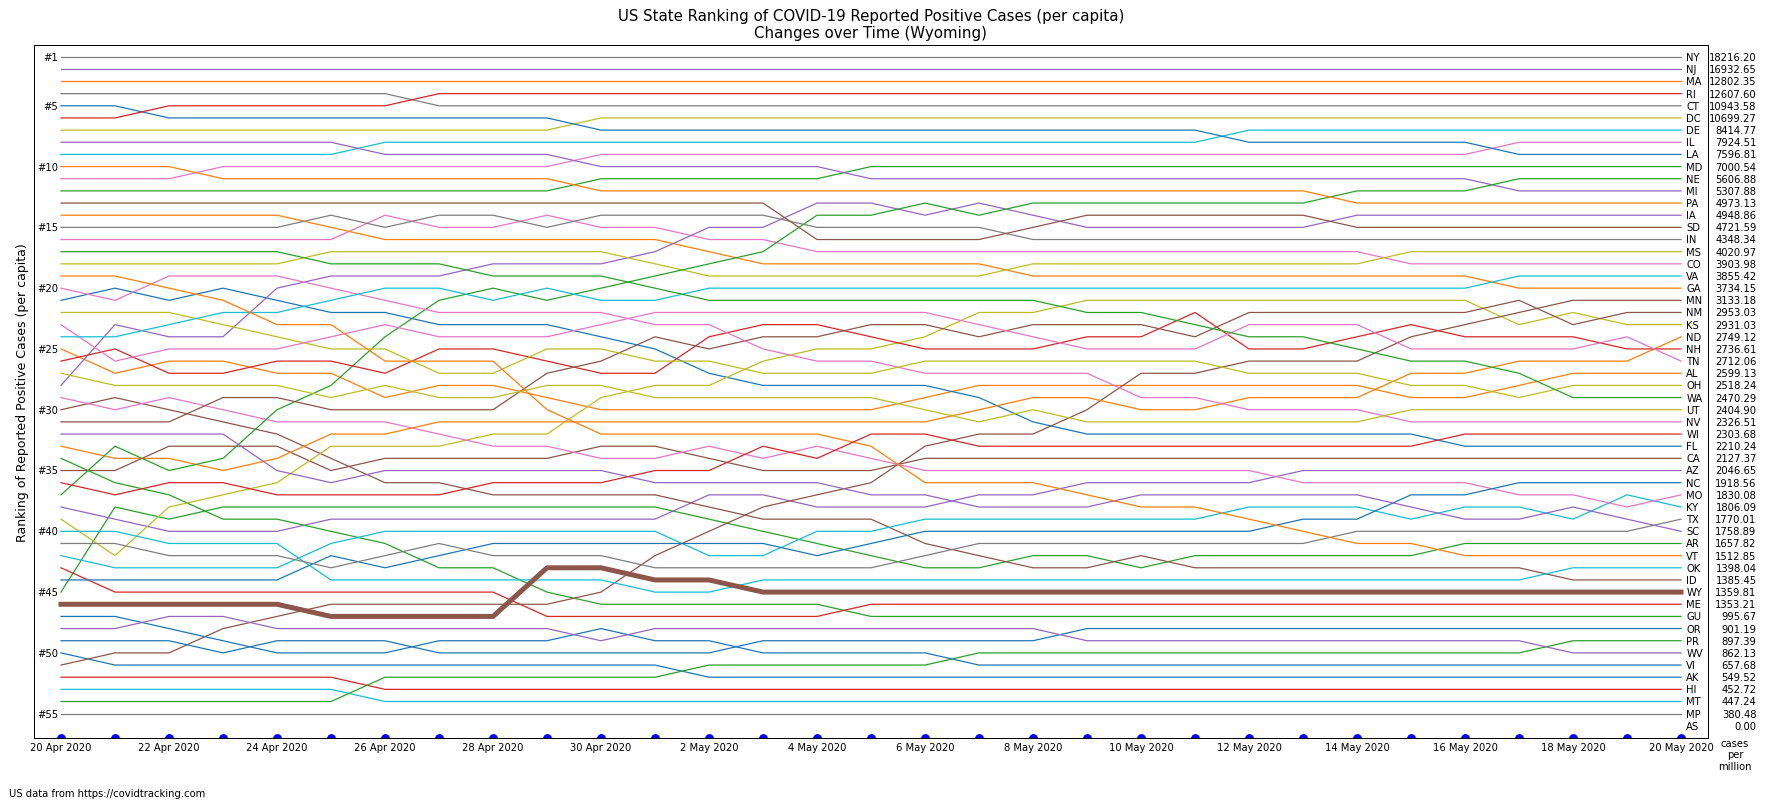 US State Ranking of COVID-19 Reported Positive Cases (per capita)
Changes over Time (Wyoming)
Ranking of Reported Positive Cases (per capita)
#1
#5
#10
#15
#20
#25
#30
#35
#40
#45
#50
#55
NY 18216.20
NJ 16932.65
MA 12802.35
RI 12607.60
CT 10943.58
DC 10699.27
DE 8414.77
IL 7924.51
LA 7596.81
MD 7000.54
NE 5606.88
MI 5307.88
PA 4973.13
IA 4948.86
SD 4721.59
IN 4348.34
MS 4020.97
CO 3903.98
VA 3855.42
GA 3734.15
MN 3133.18
NM 2953.03
KS 2931.03
ND 2749.12
NH 2736.61
TN 2712.06
AL 2599.13
OH 2518.24
WA 2470.29
UT 2404.90
NV 2326.51
WI 2303.68
FL 2210.24
CA 2127.37
AZ 2046.65
NC 1918.56
MO 1830.08
KY 1806.09
TX 1770.01
SC 1758.89
AR 1657.82
VT 1512.85
OK 1398.04
ID 1385.45
WY 1359.81
ME 1353.21
GU 995.67
OR 901.19
PR 897.39
WV 862.13
VI 657.68
AK 549.52
HI 452.72
MT 447.24
MP 380.48
AS 0.00
20 Apr 2020 22 Apr 2020 24 Apr 2020 26 Apr 2020 28 Apr 2020 30 Apr 2020 2 May 2020 4 May 2020 6 May 2020 8 May 2020 10 May 2020 12 May 2020 14 May 2020 16 May 2020 18 May 2020 20 May 2020
cases
per
million
US data from https://covidtracking.com